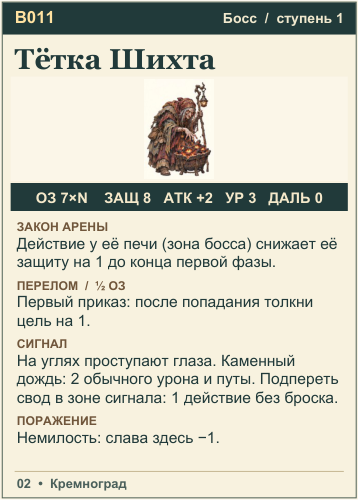 B011 Босс / ступень 1
Тётка Шихта
ОЗ 7×N ЗАЩ 8 АТК +2 УР 3 ДАЛЬ 0
ЗАКОН АРЕНЫ
Действие у её печи (зона босса) снижает её
защиту на 1 до конца первой фазы.
ПЕРЕЛОМ / ½ ОЗ
Первый приказ: после попадания толкни
цель на 1.
СИГНАЛ
На углях проступают глаза. Каменный
дождь: 2 обычного урона и путы. Подпереть
свод в зоне сигнала: 1 действие без броска.
ПОРАЖЕНИЕ
Немилость: слава здесь −1.
02 • Кремноград